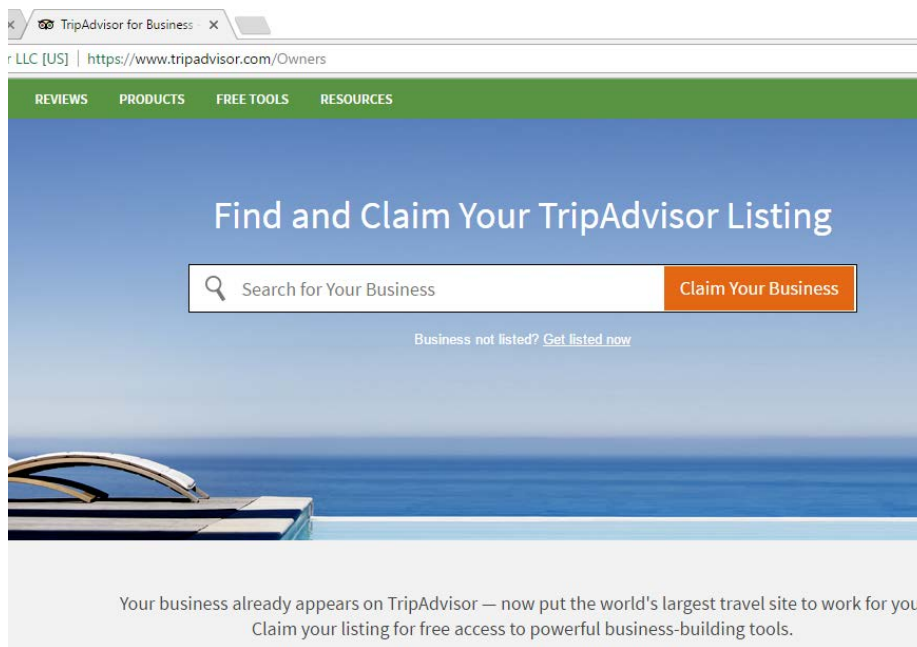 TripAdvisor for Business
r LLC [US] | https://www.tripadvisor.com/Owners
REVIEWS PRODUCTS FREE TOOLS RESOURCES
Find and Claim Your TripAdvisor Listing
Search for Your Business Claim Your Business
Business not listed? Get listed now
Your business already appears on TripAdvisor — now put the world's largest travel site to work for you
Claim your listing for free access to powerful business-building tools.